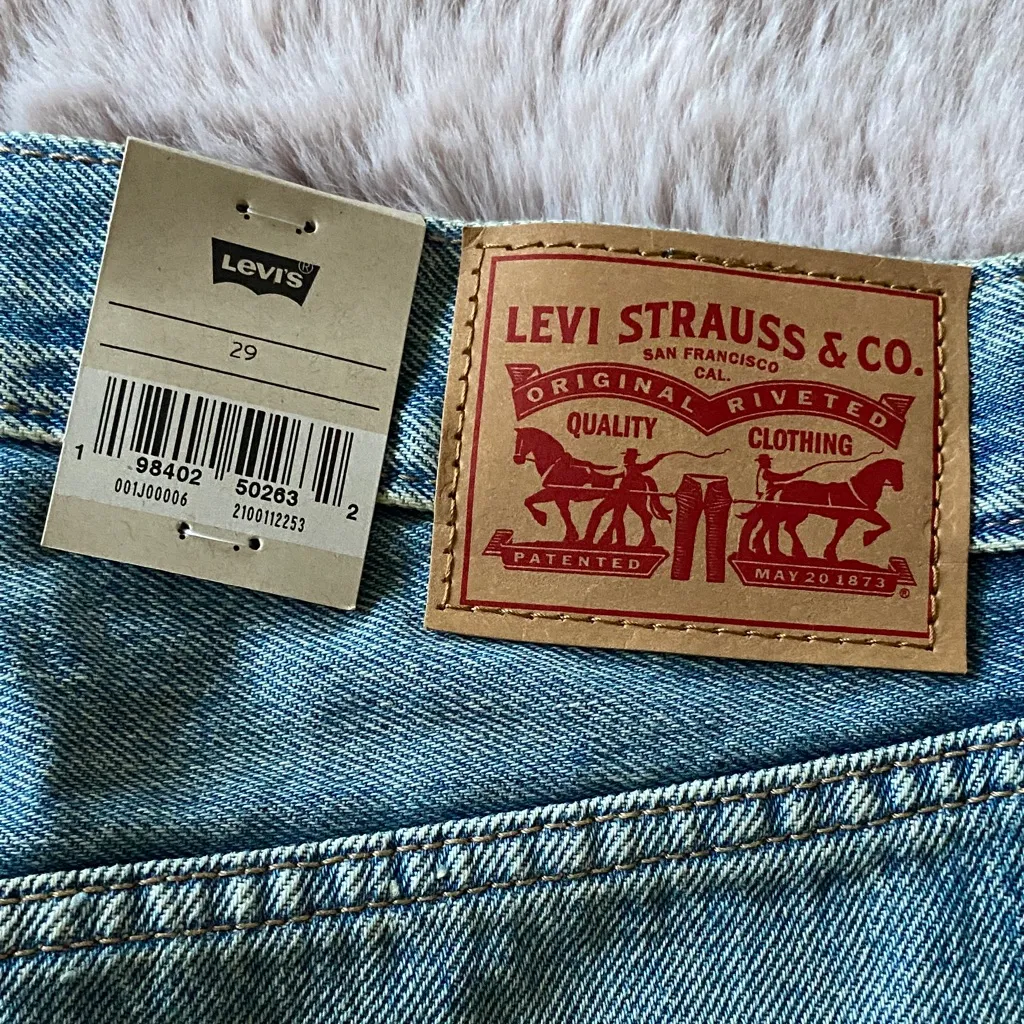 Levi's®
29
1 98402 50263 2
001J00006 2100112253
LEVI STRAUSS & CO.
SAN FRANCISCO
CAL.
ORIGINAL RIVETED
QUALITY CLOTHING
PATENTED MAY 20 1873 ®